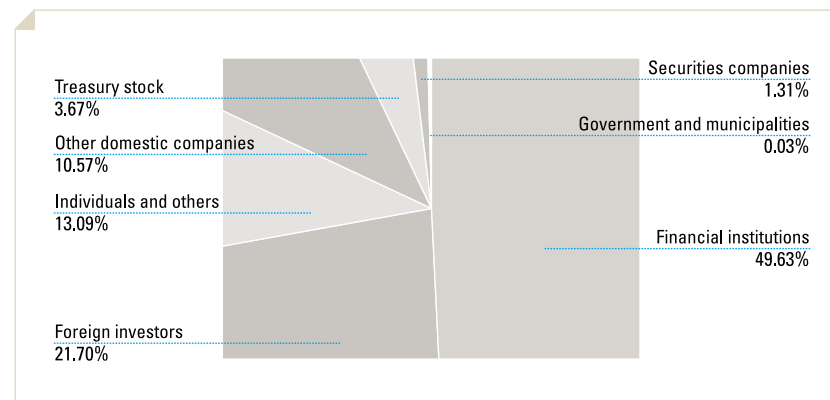 Treasury stock
3.67%
Other domestic companies
10.57%
Individuals and others
13.09%
Foreign investors
21.70%
Securities companies
1.31%
Government and municipalities
0.03%
Financial institutions
49.63%